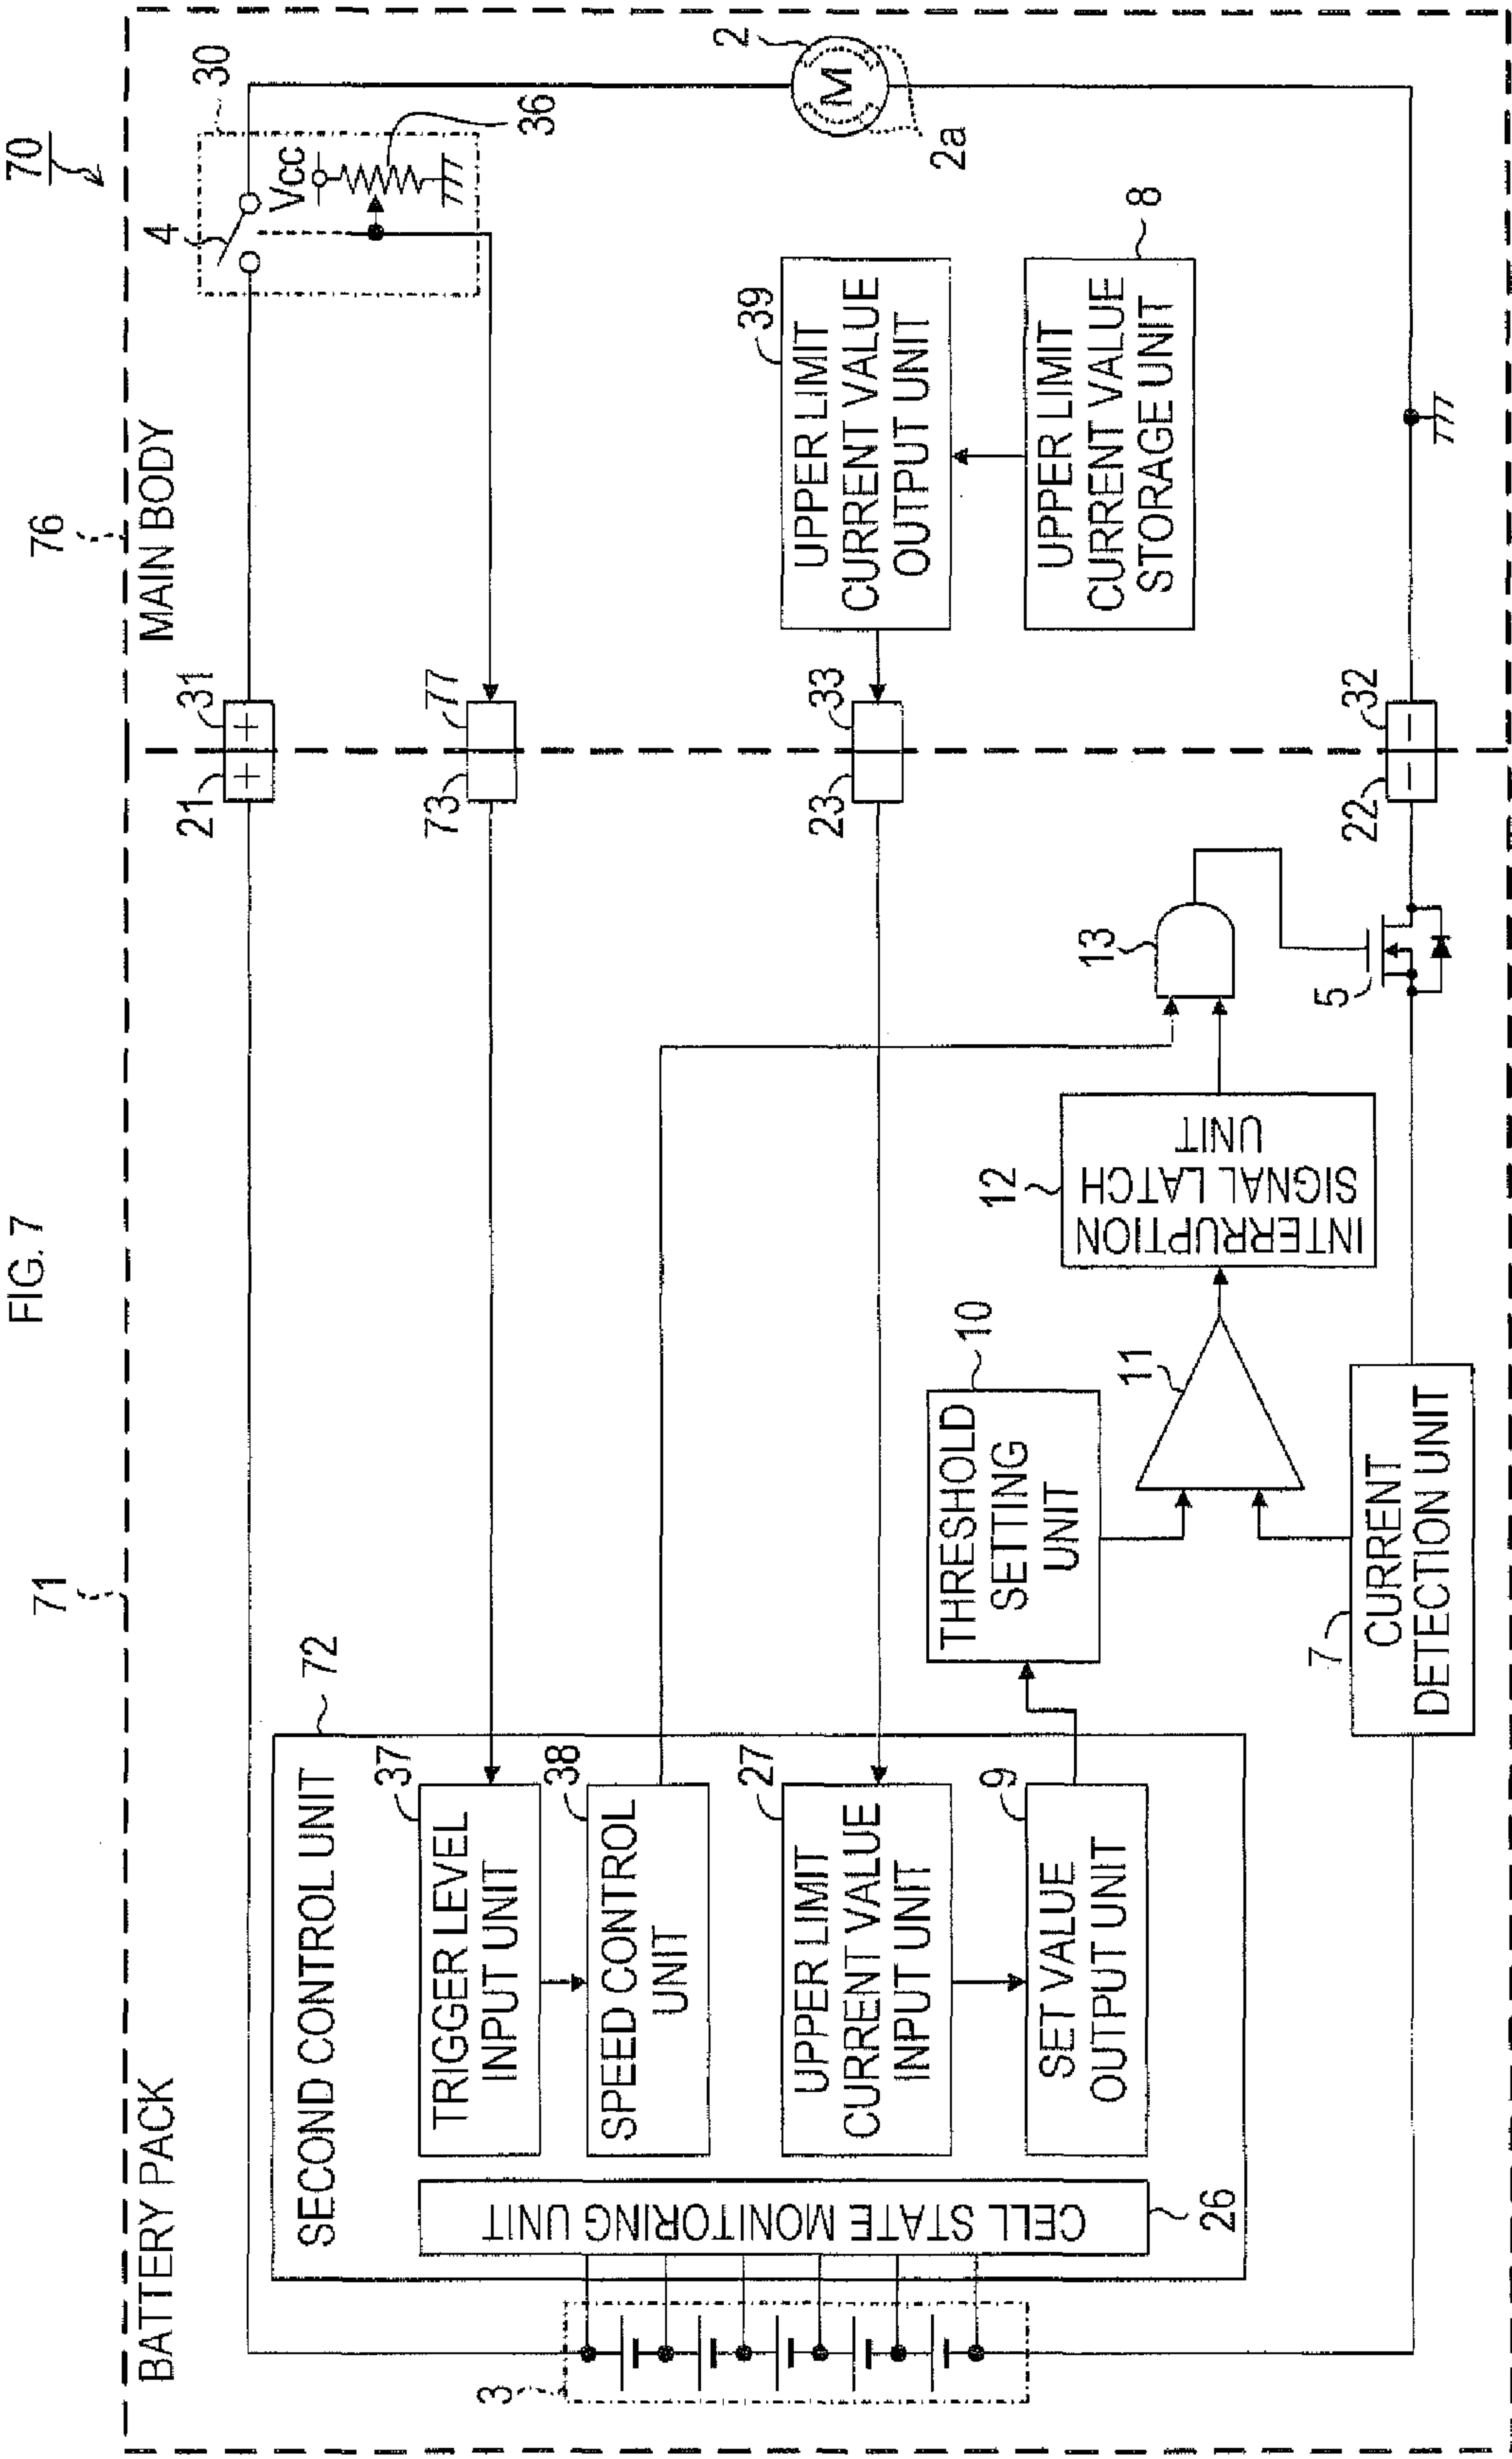 FIG. 7
70
71
76
BATTERY PACK
MAIN BODY
SECOND CONTROL UNIT
72
21
+
+
31
4
30
VCC
36
TRIGGER LEVEL
INPUT UNIT
37
73
77
SPEED CONTROL
UNIT
38
3
CELL STATE MONITORING UNIT
26
UPPER LIMIT
CURRENT VALUE
INPUT UNIT
27
23
33
UPPER LIMIT
CURRENT VALUE
OUTPUT UNIT
39
M
2
2a
SET VALUE
OUTPUT UNIT
9
THRESHOLD
SETTING
UNIT
10
11
INTERRUPTION
SIGNAL LATCH
UNIT
12
13
UPPER LIMIT
CURRENT VALUE
STORAGE UNIT
8
CURRENT
DETECTION UNIT
7
5
22
−
−
32